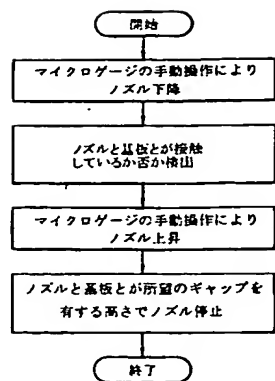 開始
マイクロゲージの手動操作により
ノズル下降
ノズルと基板とが接触
しているか否か検出
マイクロゲージの手動操作により
ノズル上昇
ノズルと基板とが所望のギャップを
有する高さでノズル停止
終了